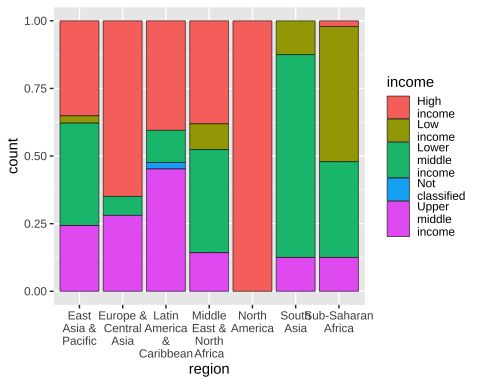 1.00
0.75
0.50
0.25
0.00
count
East
Asia &
Pacific
Europe &
Central
Asia
Latin
America
&
Caribbean
Middle
East &
North
Africa
North
America
South
Asia
Sub-Saharan
Africa
region
income
High
income
Low
income
Lower
middle
income
Not
classified
Upper
middle
income